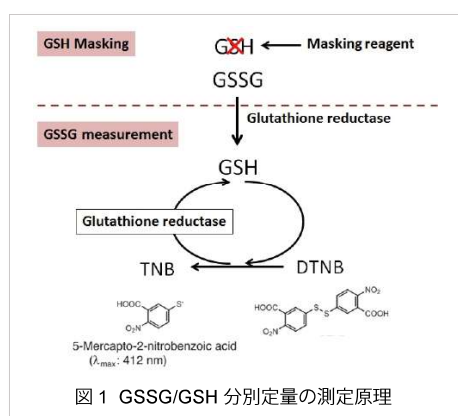 GSH Masking
GSH
Masking reagent
GSSG
Glutathione reductase
GSSG measurement
GSH
Glutathione reductase
TNB
DTNB
HOOC
S-
O₂N
HOOC
O₂N
S-S
NO₂
COOH
5-Mercapto-2-nitrobenzoic acid
(λmax: 412 nm)
図 1 GSSG/GSH 分別定量の測定原理